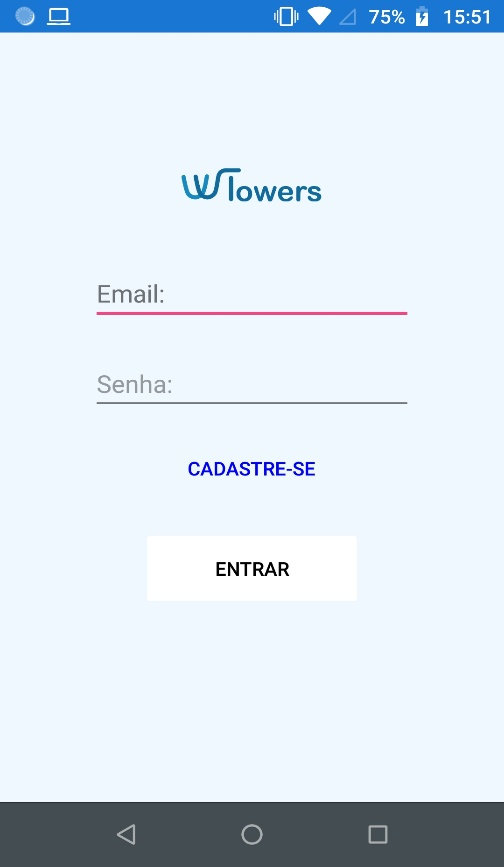 75% 15:51
WTowers
Email:
Senha:
CADASTRE-SE
ENTRAR